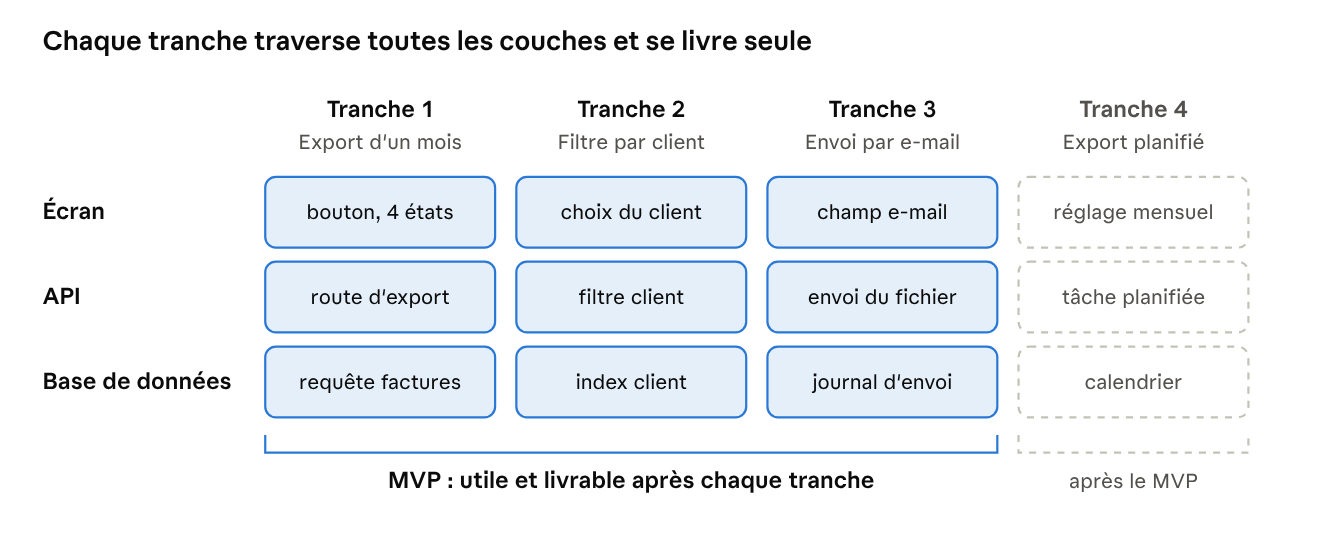 Chaque tranche traverse toutes les couches et se livre seule
Tranche 1 Tranche 2 Tranche 3 Tranche 4
Export d'un mois Filtre par client Envoi par e-mail Export planifié
Écran bouton, 4 états choix du client champ e-mail réglage mensuel
API route d'export filtre client envoi du fichier tâche planifiée
Base de données requête factures index client journal d'envoi calendrier
MVP : utile et livrable après chaque tranche après le MVP